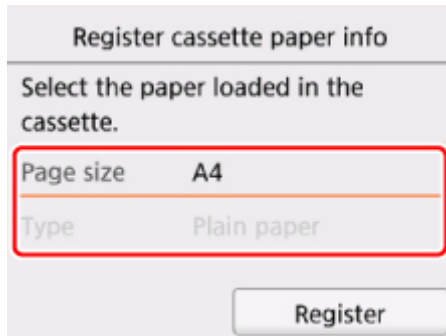 Register cassette paper info
Select the paper loaded in the
cassette.
Page size A4
Type Plain paper
Register